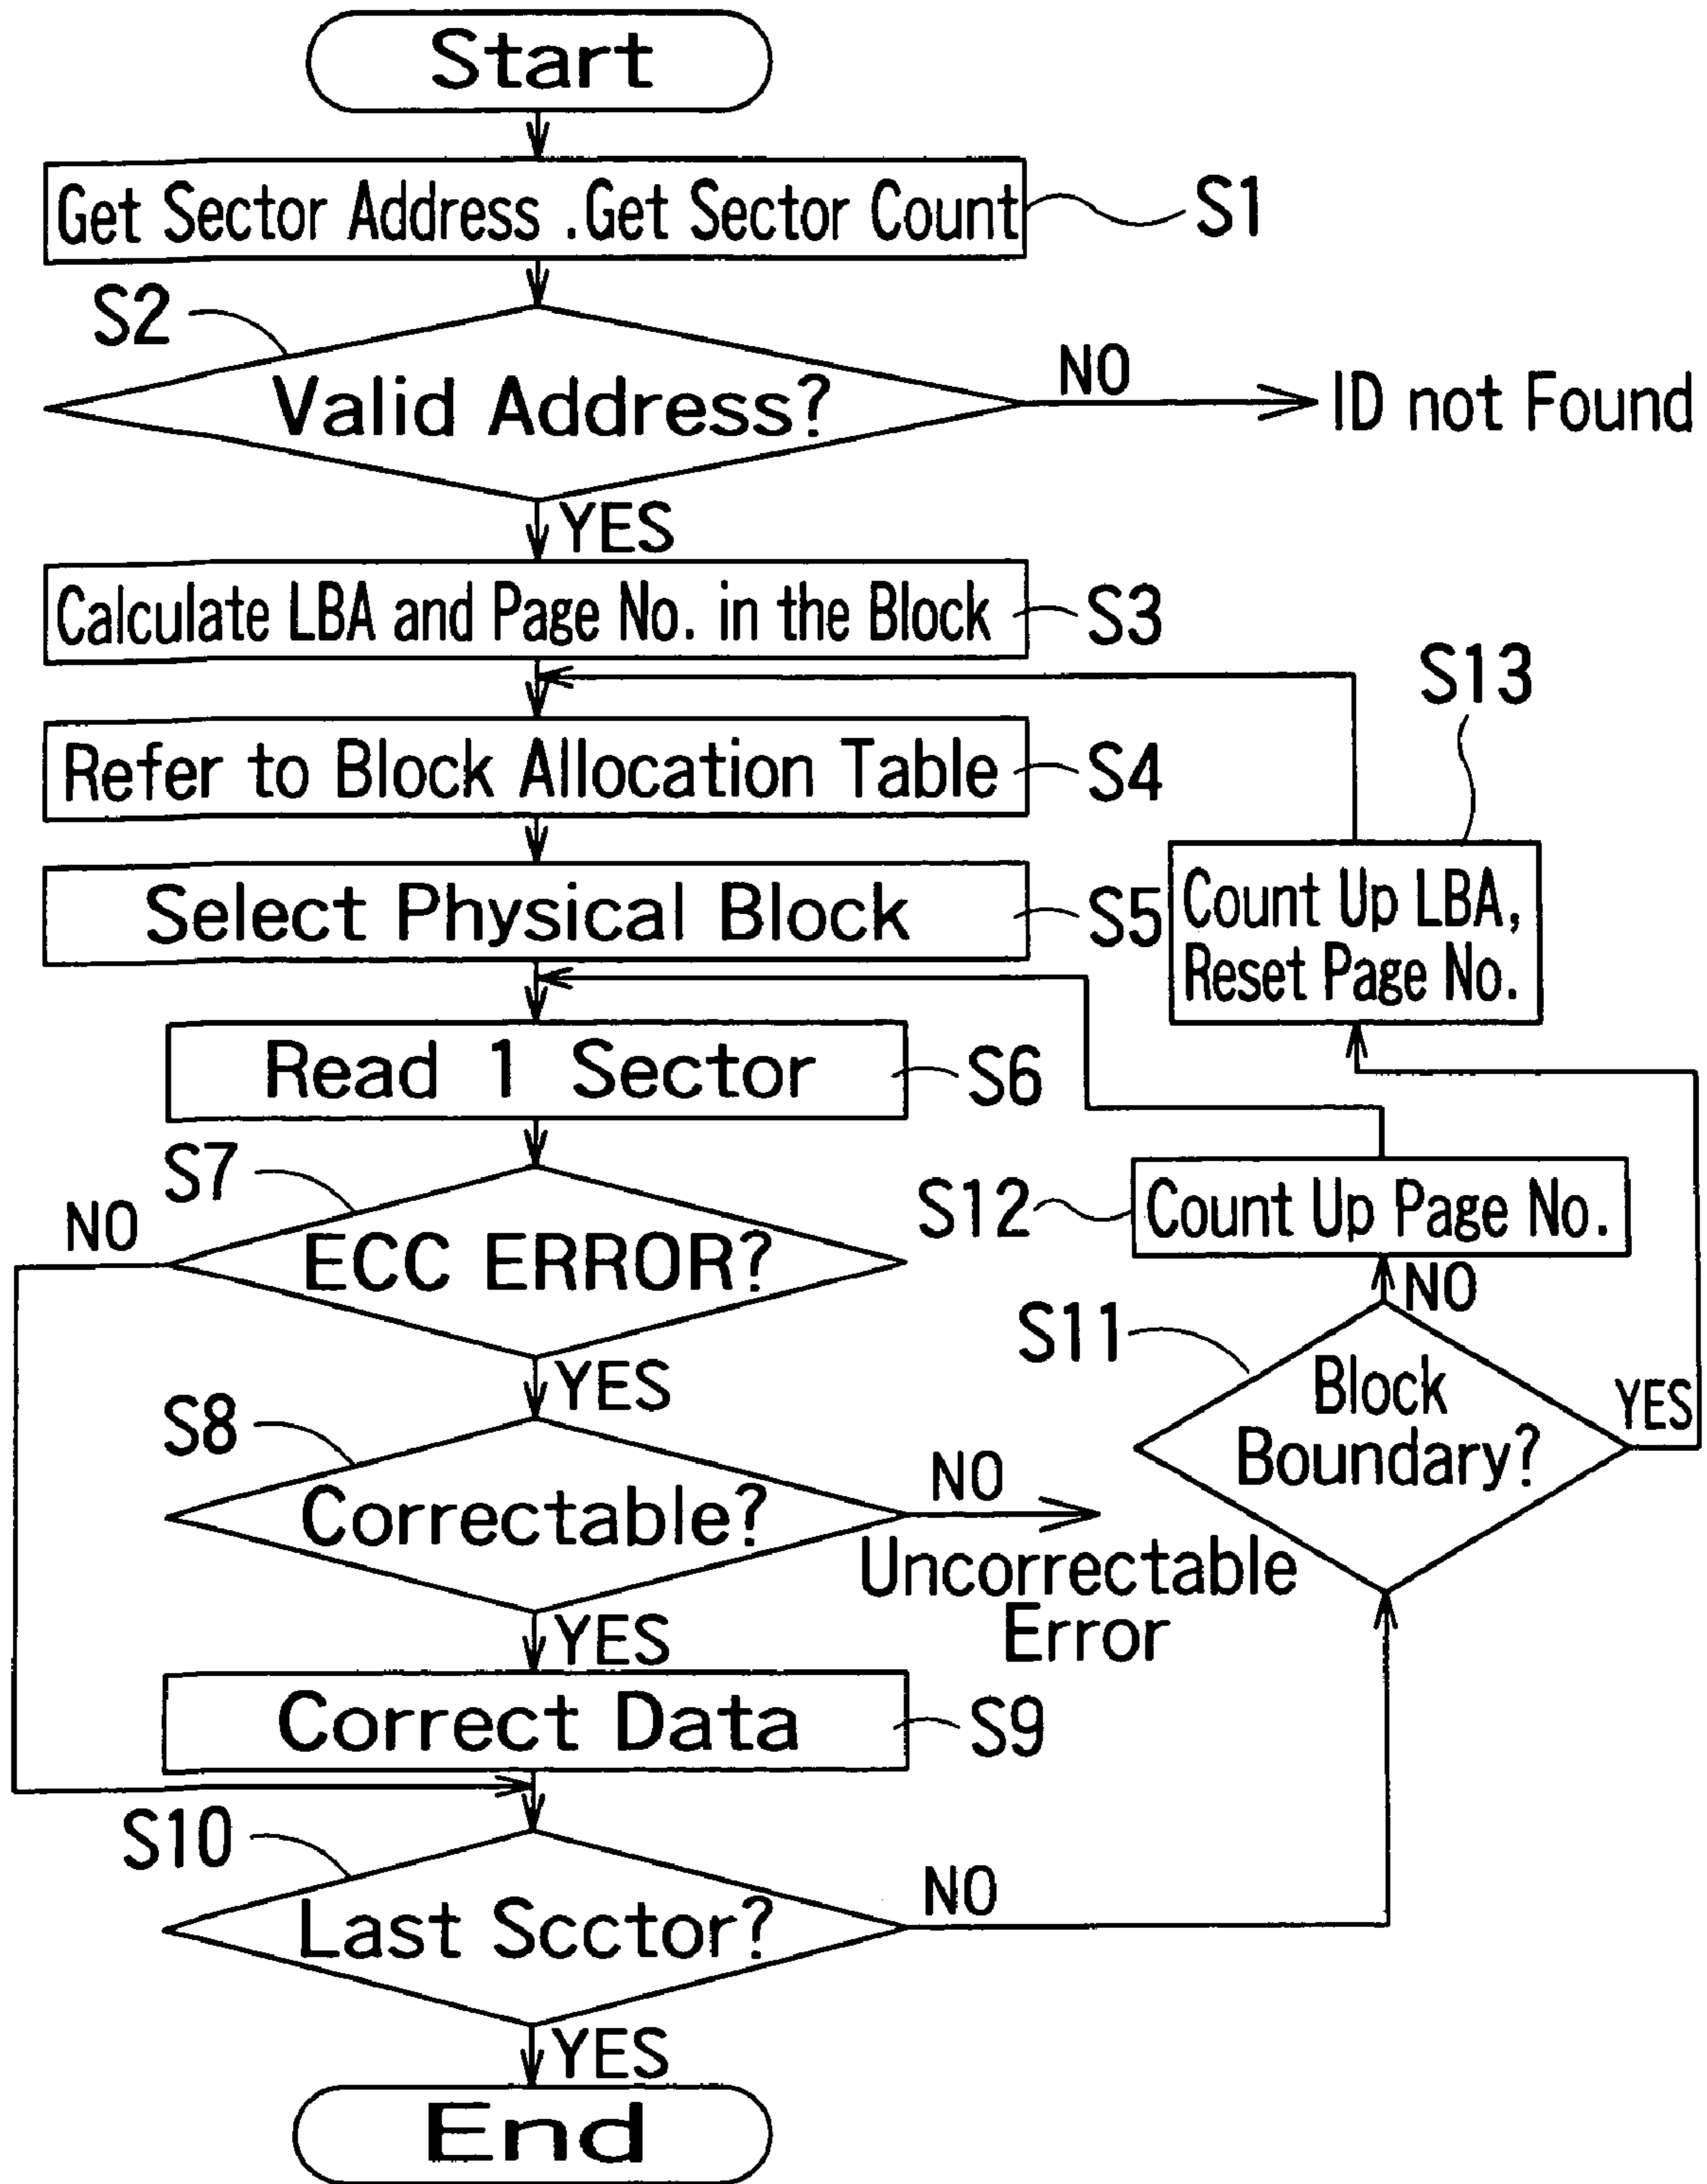 Start
Get Sector Address .Get Sector Count
S1
S2
Valid Address?
NO
ID not Found
YES
Calculate LBA and Page No. in the Block
S3
S13
Refer to Block Allocation Table
S4
Select Physical Block
S5
Count Up LBA,
Reset Page No.
Read 1 Sector
S6
S7
NO
ECC ERROR?
S12
Count Up Page No.
NO
S11
Block
Boundary?
YES
YES
S8
Correctable?
NO
Uncorrectable
Error
YES
Correct Data
S9
S10
Last Scctor?
NO
YES
End